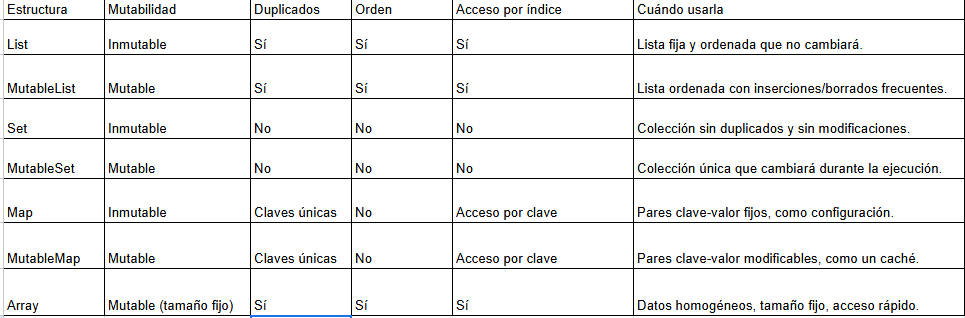 Estructura Mutabilidad Duplicados Orden Acceso por índice Cuándo usarla
List Inmutable Sí Sí Sí Lista fija y ordenada que no cambiará.
MutableList Mutable Sí Sí Sí Lista ordenada con inserciones/borrados frecuentes.
Set Inmutable No No No Colección sin duplicados y sin modificaciones.
MutableSet Mutable No No No Colección única que cambiará durante la ejecución.
Map Inmutable Claves únicas No Acceso por clave Pares clave-valor fijos, como configuración.
MutableMap Mutable Claves únicas No Acceso por clave Pares clave-valor modificables, como un caché.
Array Mutable (tamaño fijo) Sí Sí Sí Datos homogéneos, tamaño fijo, acceso rápido.